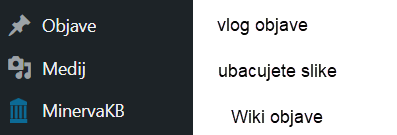 Objave vlog objave
Medij ubacujete slike
MinervaKB Wiki objave